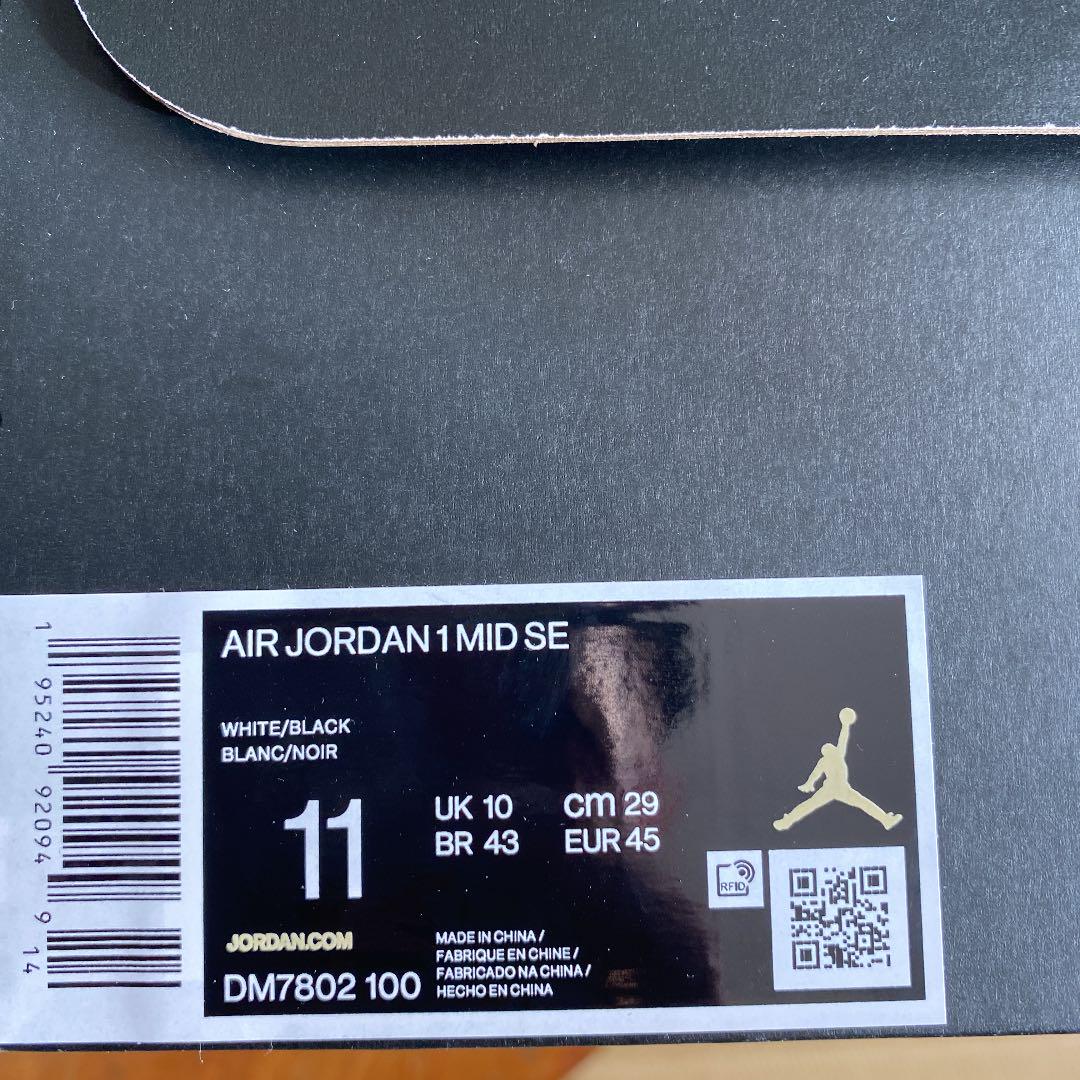 AIR JORDAN 1 MID SE
WHITE/BLACK
BLANC/NOIR
11
UK 10 cm 29
BR 43 EUR 45
RFID
JORDAN.COM
DM7802 100
MADE IN CHINA /
FABRIQUE EN CHINE /
FABRICADO NA CHINA /
HECHO EN CHINA
1 95240 92094 9 14